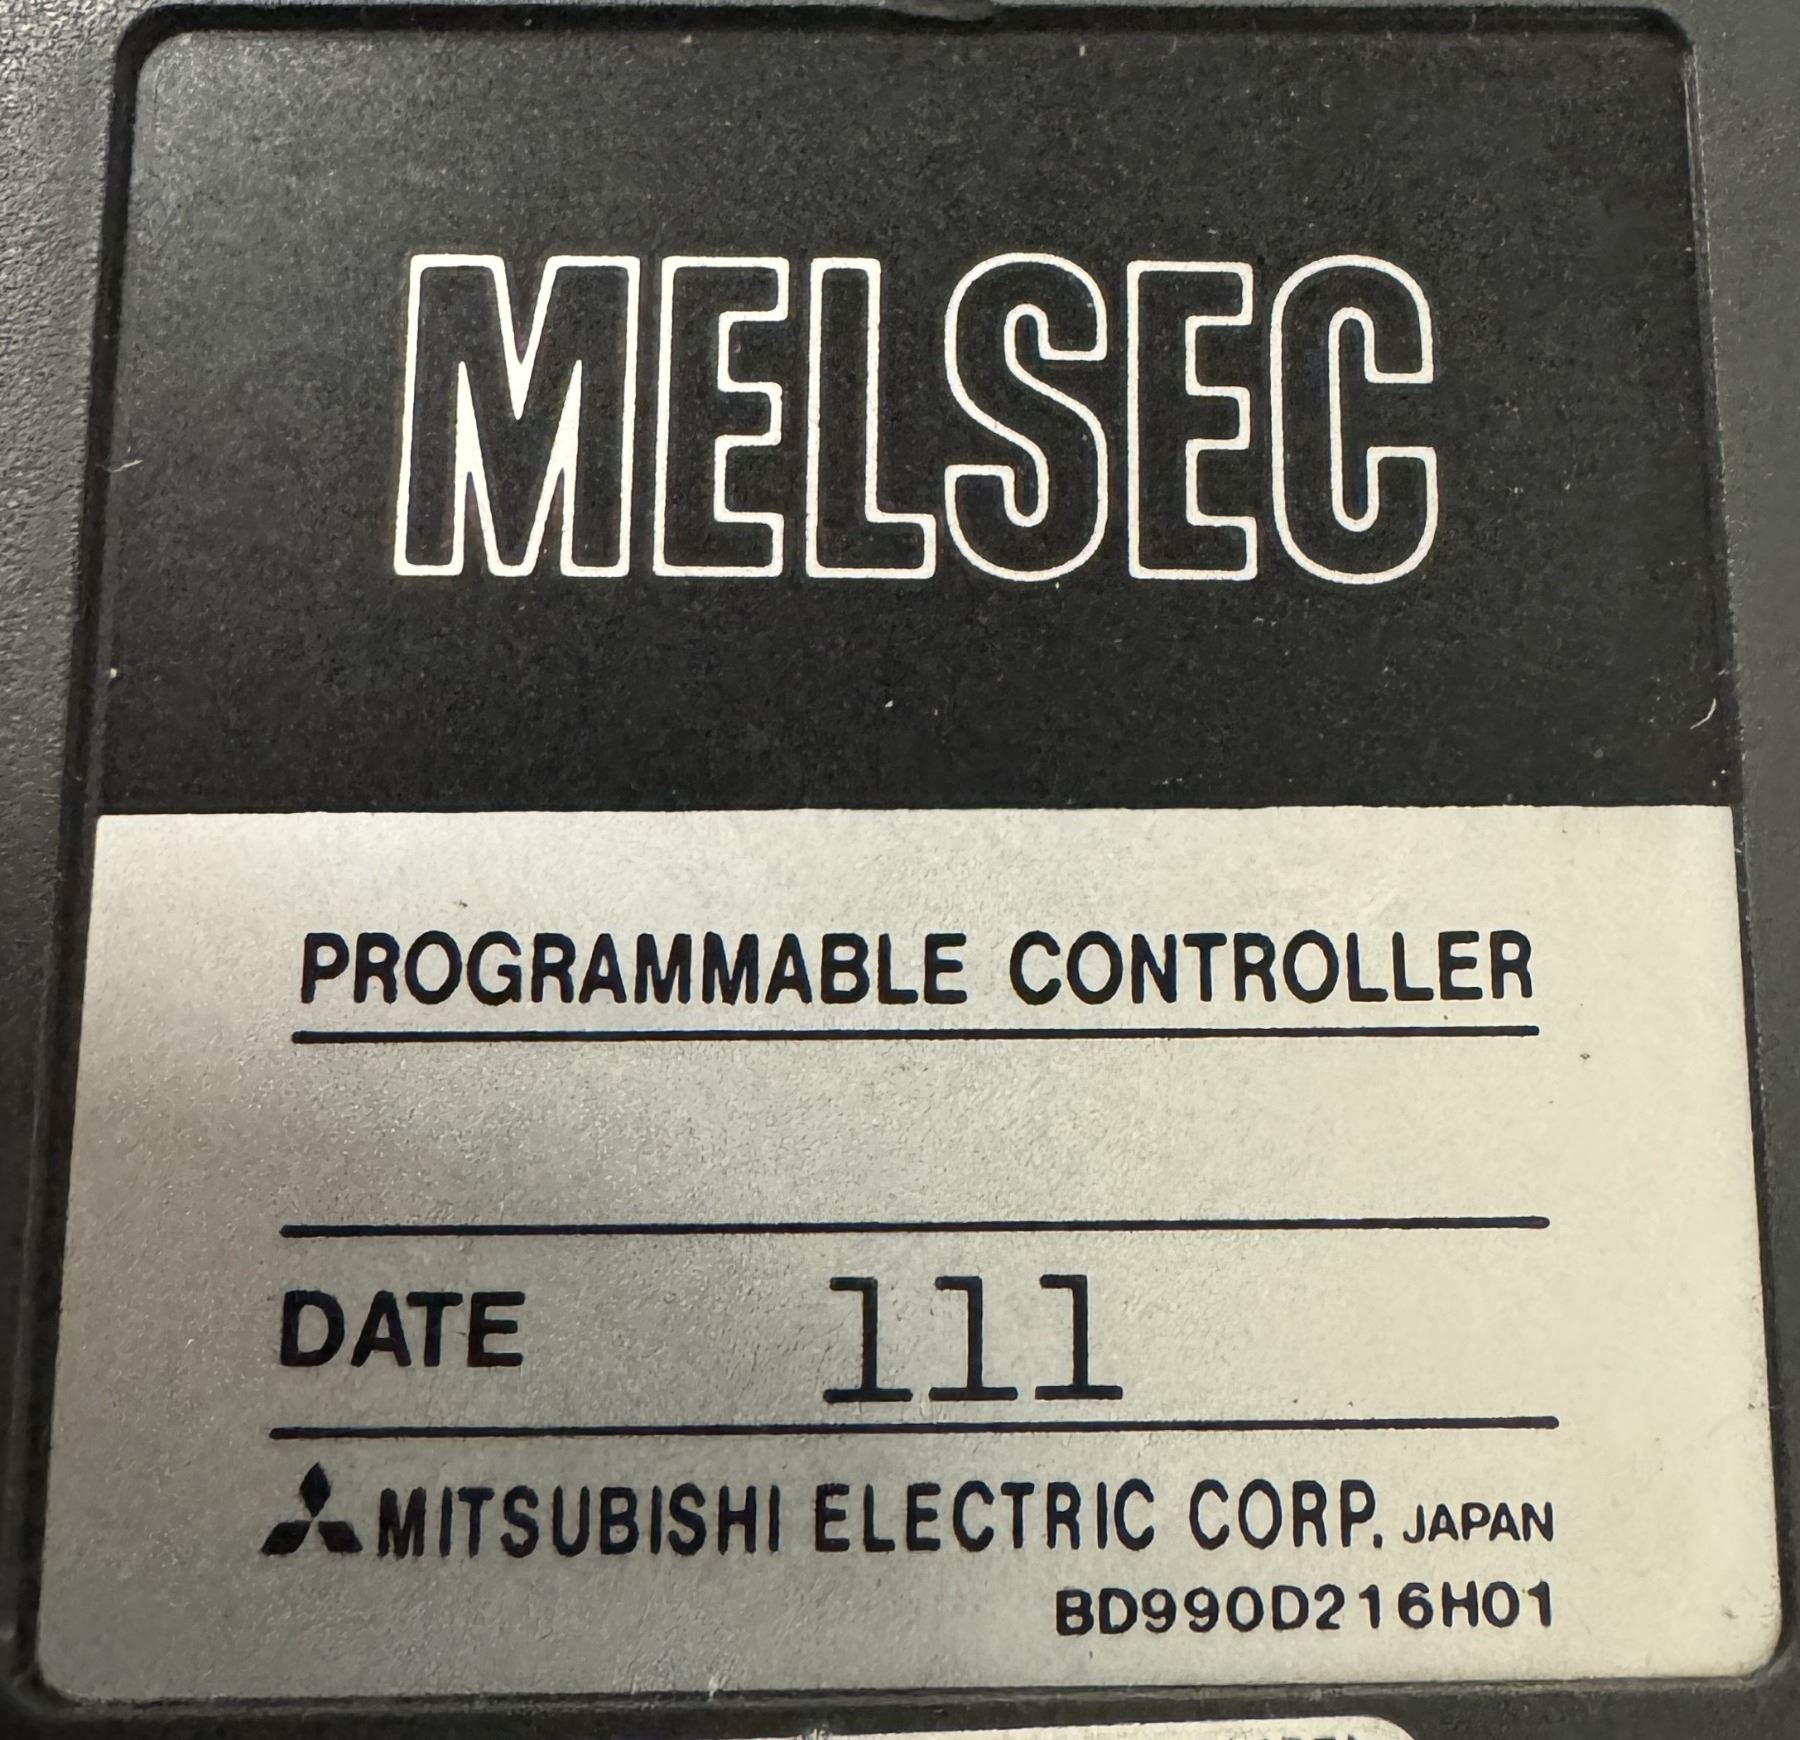 MELSEC
PROGRAMMABLE CONTROLLER
DATE 111
MITSUBISHI ELECTRIC CORP. JAPAN
BD990D216H01